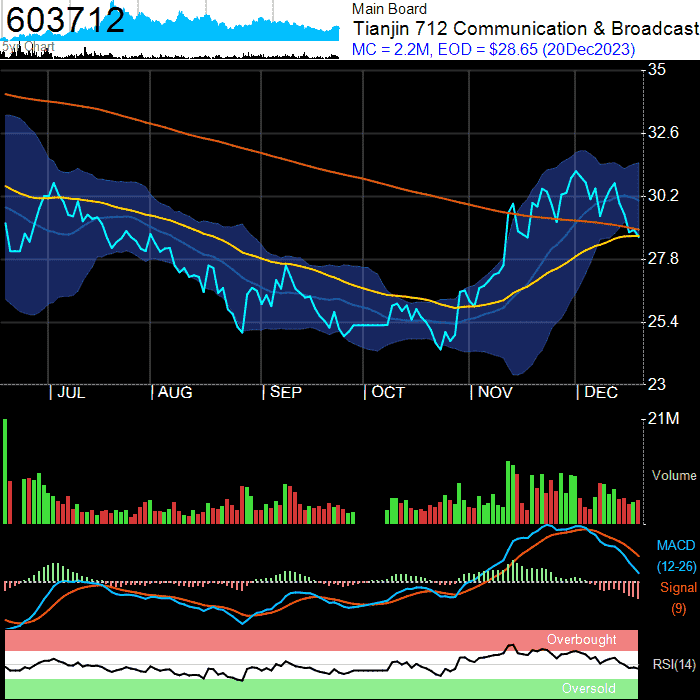 603712
5yr Chart
Main Board
Tianjin 712 Communication & Broadcast
MC = 2.2M, EOD = $28.65 (20Dec2023)
35
32.6
30.2
27.8
25.4
23
| JUL | AUG | SEP | OCT | NOV | DEC
21M
Volume
MACD
(12-26)
Signal
(9)
Overbought
RSI(14)
Oversold